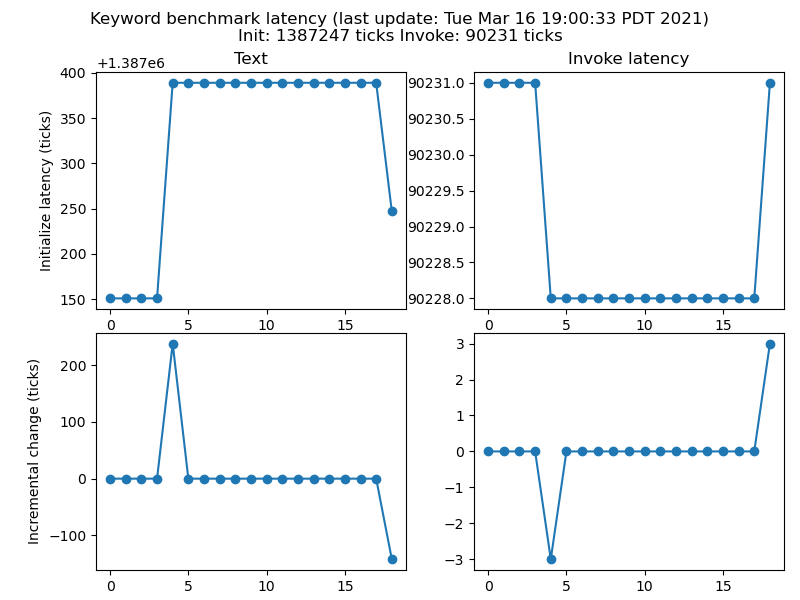 Keyword benchmark latency (last update: Tue Mar 16 19:00:33 PDT 2021)
Init: 1387247 ticks Invoke: 90231 ticks
Text
+1.387e6
Initialize latency (ticks)
400
350
300
250
200
150
0 5 10 15
Invoke latency
90231.0
90230.5
90230.0
90229.5
90229.0
90228.5
90228.0
0 5 10 15
Incremental change (ticks)
200
100
0
−100
0 5 10 15
3
2
1
0
−1
−2
−3
0 5 10 15